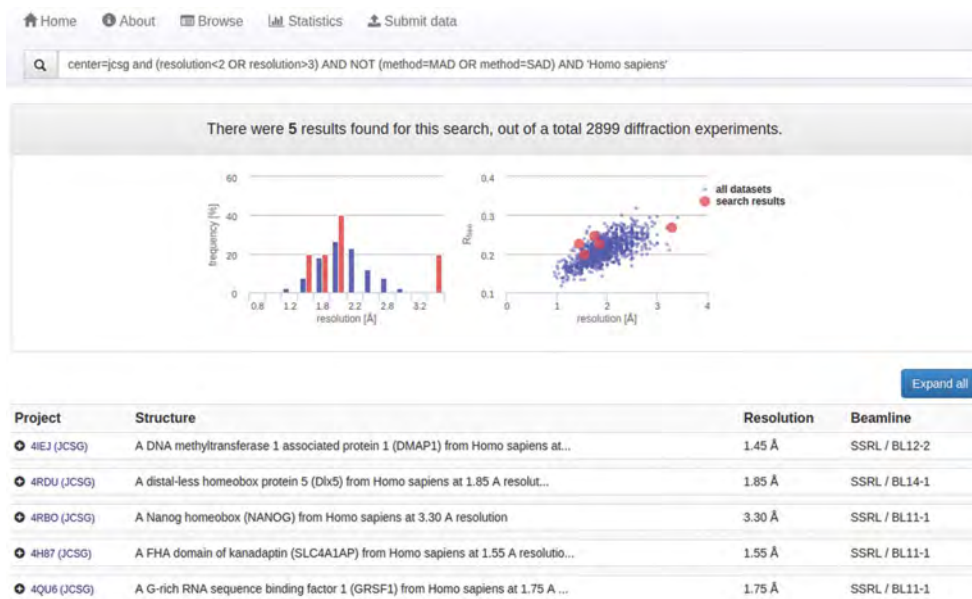 Home About Browse Statistics Submit data
center=jcsg and (resolution<2 OR resolution>3) AND NOT (method=MAD OR method=SAD) AND 'Homo sapiens'
There were 5 results found for this search, out of a total 2899 diffraction experiments.
frequency [%]
60
40
20
0
0.8 1.2 1.8 2.2 2.8 3.2
resolution [Å]
Rfree
0.4
0.3
0.2
0.1
0 1 2 3 4
resolution [Å]
all datasets
search results
Expand all
Project Structure Resolution Beamline
4IEJ (JCSG) A DNA methyltransferase 1 associated protein 1 (DMAP1) from Homo sapiens at... 1.45 Å SSRL / BL12-2
4RDU (JCSG) A distal-less homeobox protein 5 (Dlx5) from Homo sapiens at 1.85 A resolut... 1.85 Å SSRL / BL14-1
4RBO (JCSG) A Nanog homeobox (NANOG) from Homo sapiens at 3.30 A resolution 3.30 Å SSRL / BL11-1
4H87 (JCSG) A FHA domain of kanadaptin (SLC4A1AP) from Homo sapiens at 1.55 A resolutio... 1.55 Å SSRL / BL11-1
4QU6 (JCSG) A G-rich RNA sequence binding factor 1 (GRSF1) from Homo sapiens at 1.75 A ... 1.75 Å SSRL / BL11-1